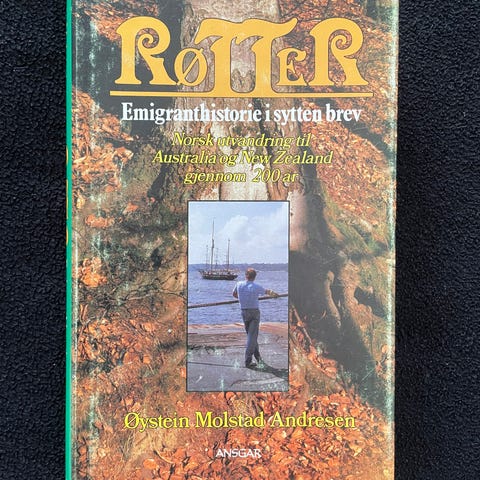 RØTTER
Emigranthistorie i sytten brev
Norsk utvandring til
Australia og New Zealand
gjennom 200 år
Øystein Molstad Andresen
ANSGAR